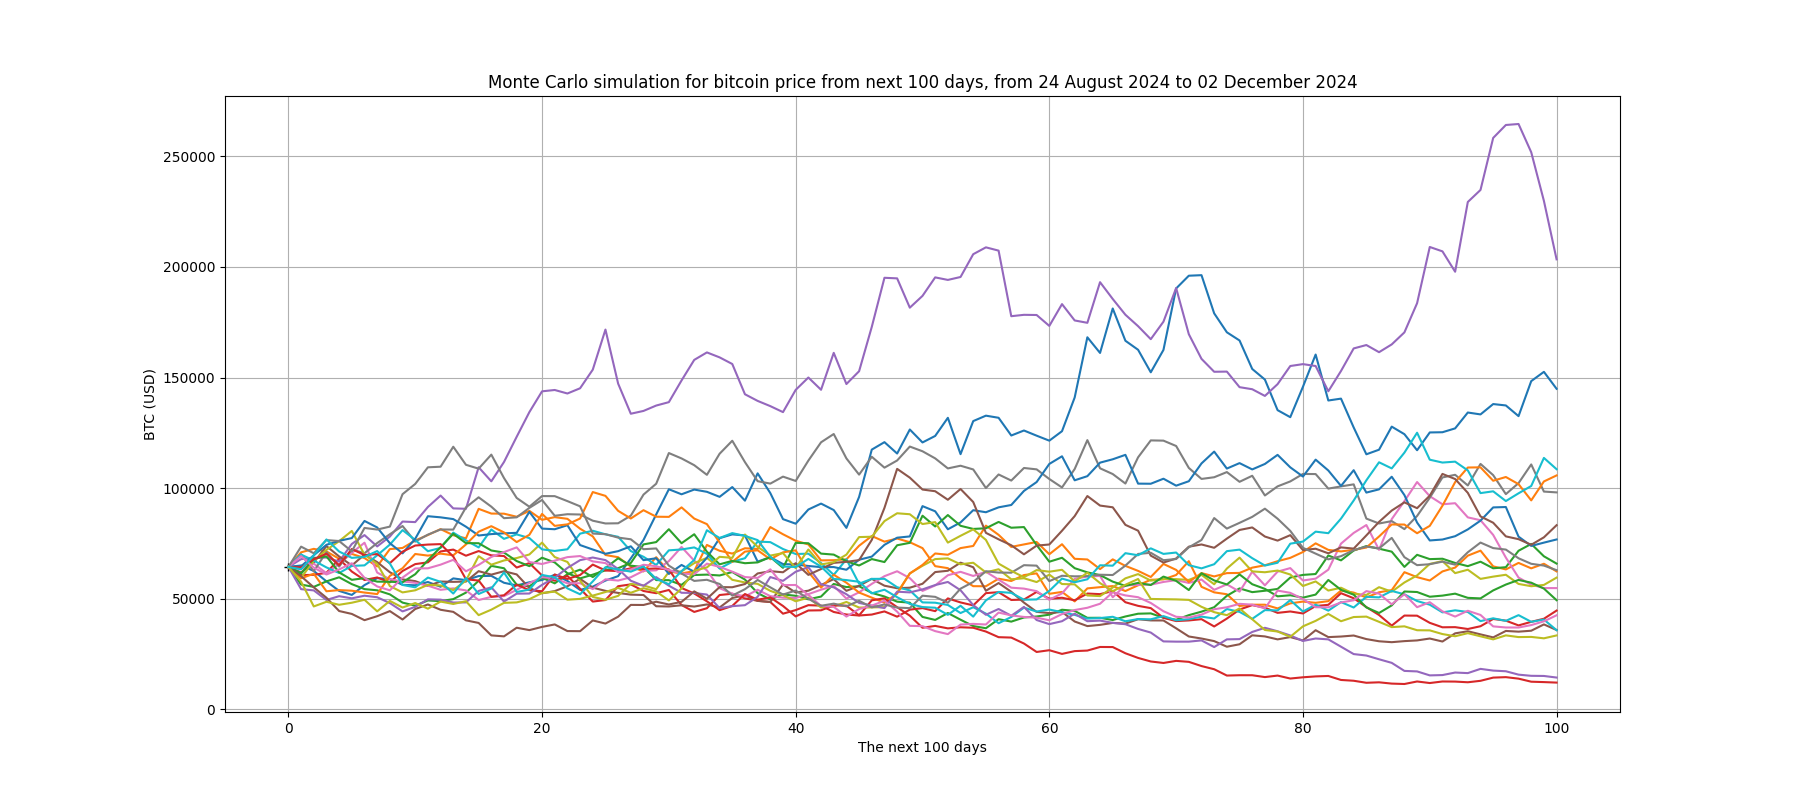 Monte Carlo simulation for bitcoin price from next 100 days, from 24 August 2024 to 02 December 2024
250000
200000
150000
100000
50000
0
BTC (USD)
0 20 40 60 80 100
The next 100 days